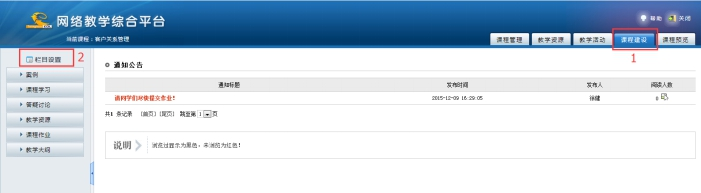 网络教学综合平台
当前课程：客户关系管理
帮助 关闭
课程管理 教学资源 教学活动 课程建设 课程预览
1
栏目设置 2
案例
课程学习
答疑讨论
教学资源
课程作业
教学大纲
通知公告
通知标题 发布时间 发布人 阅读人数
请同学们尽快提交作业！ 2015-12-09 16:29:05 0
共1 条记录 [首页] [尾页] 跳至第 1 页
说明 浏览过显示为黑色，未浏览为红色！